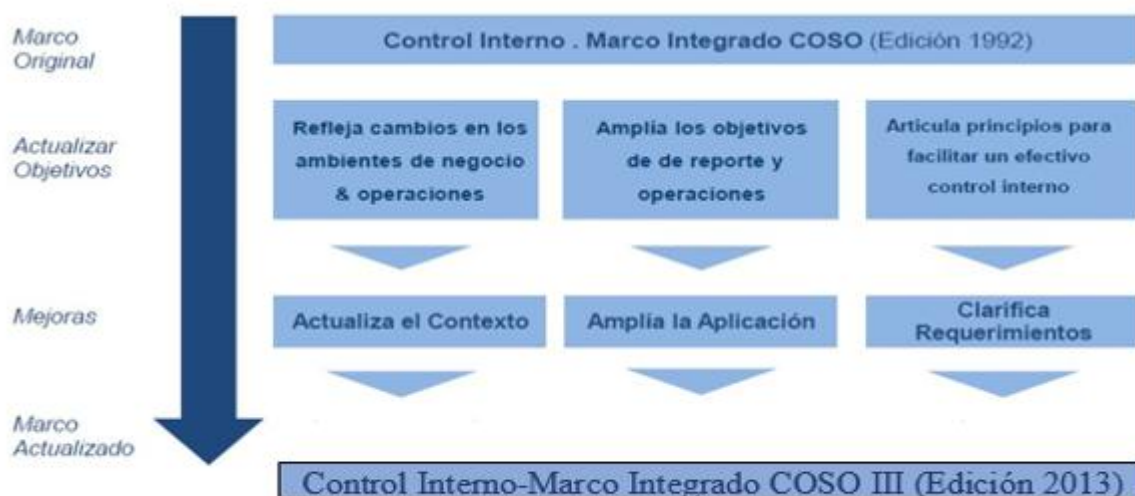 Marco
Original
Control Interno . Marco Integrado COSO (Edición 1992)
Actualizar
Objetivos
Refleja cambios en los
ambientes de negocio
& operaciones
Amplía los objetivos
de de reporte y
operaciones
Articula principios para
facilitar un efectivo
control interno
Mejoras
Actualiza el Contexto
Amplía la Aplicación
Clarifica
Requerimientos
Marco
Actualizado
Control Interno-Marco Integrado COSO III (Edición 2013)